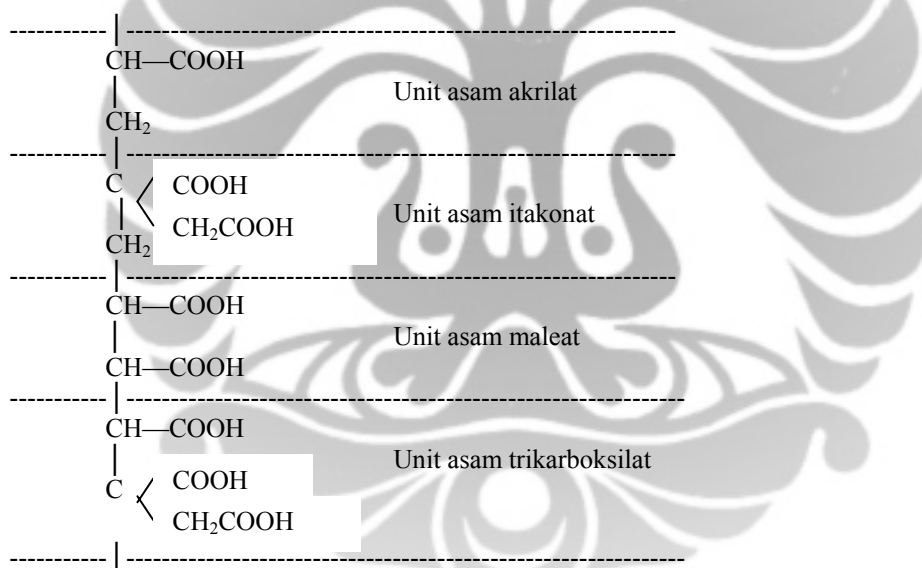 CH—COOH
Unit asam akrilat
CH₂
C
COOH
Unit asam itakonat
CH₂COOH
CH₂
CH—COOH
Unit asam maleat
CH—COOH
CH—COOH
Unit asam trikarboksilat
C
COOH
CH₂COOH